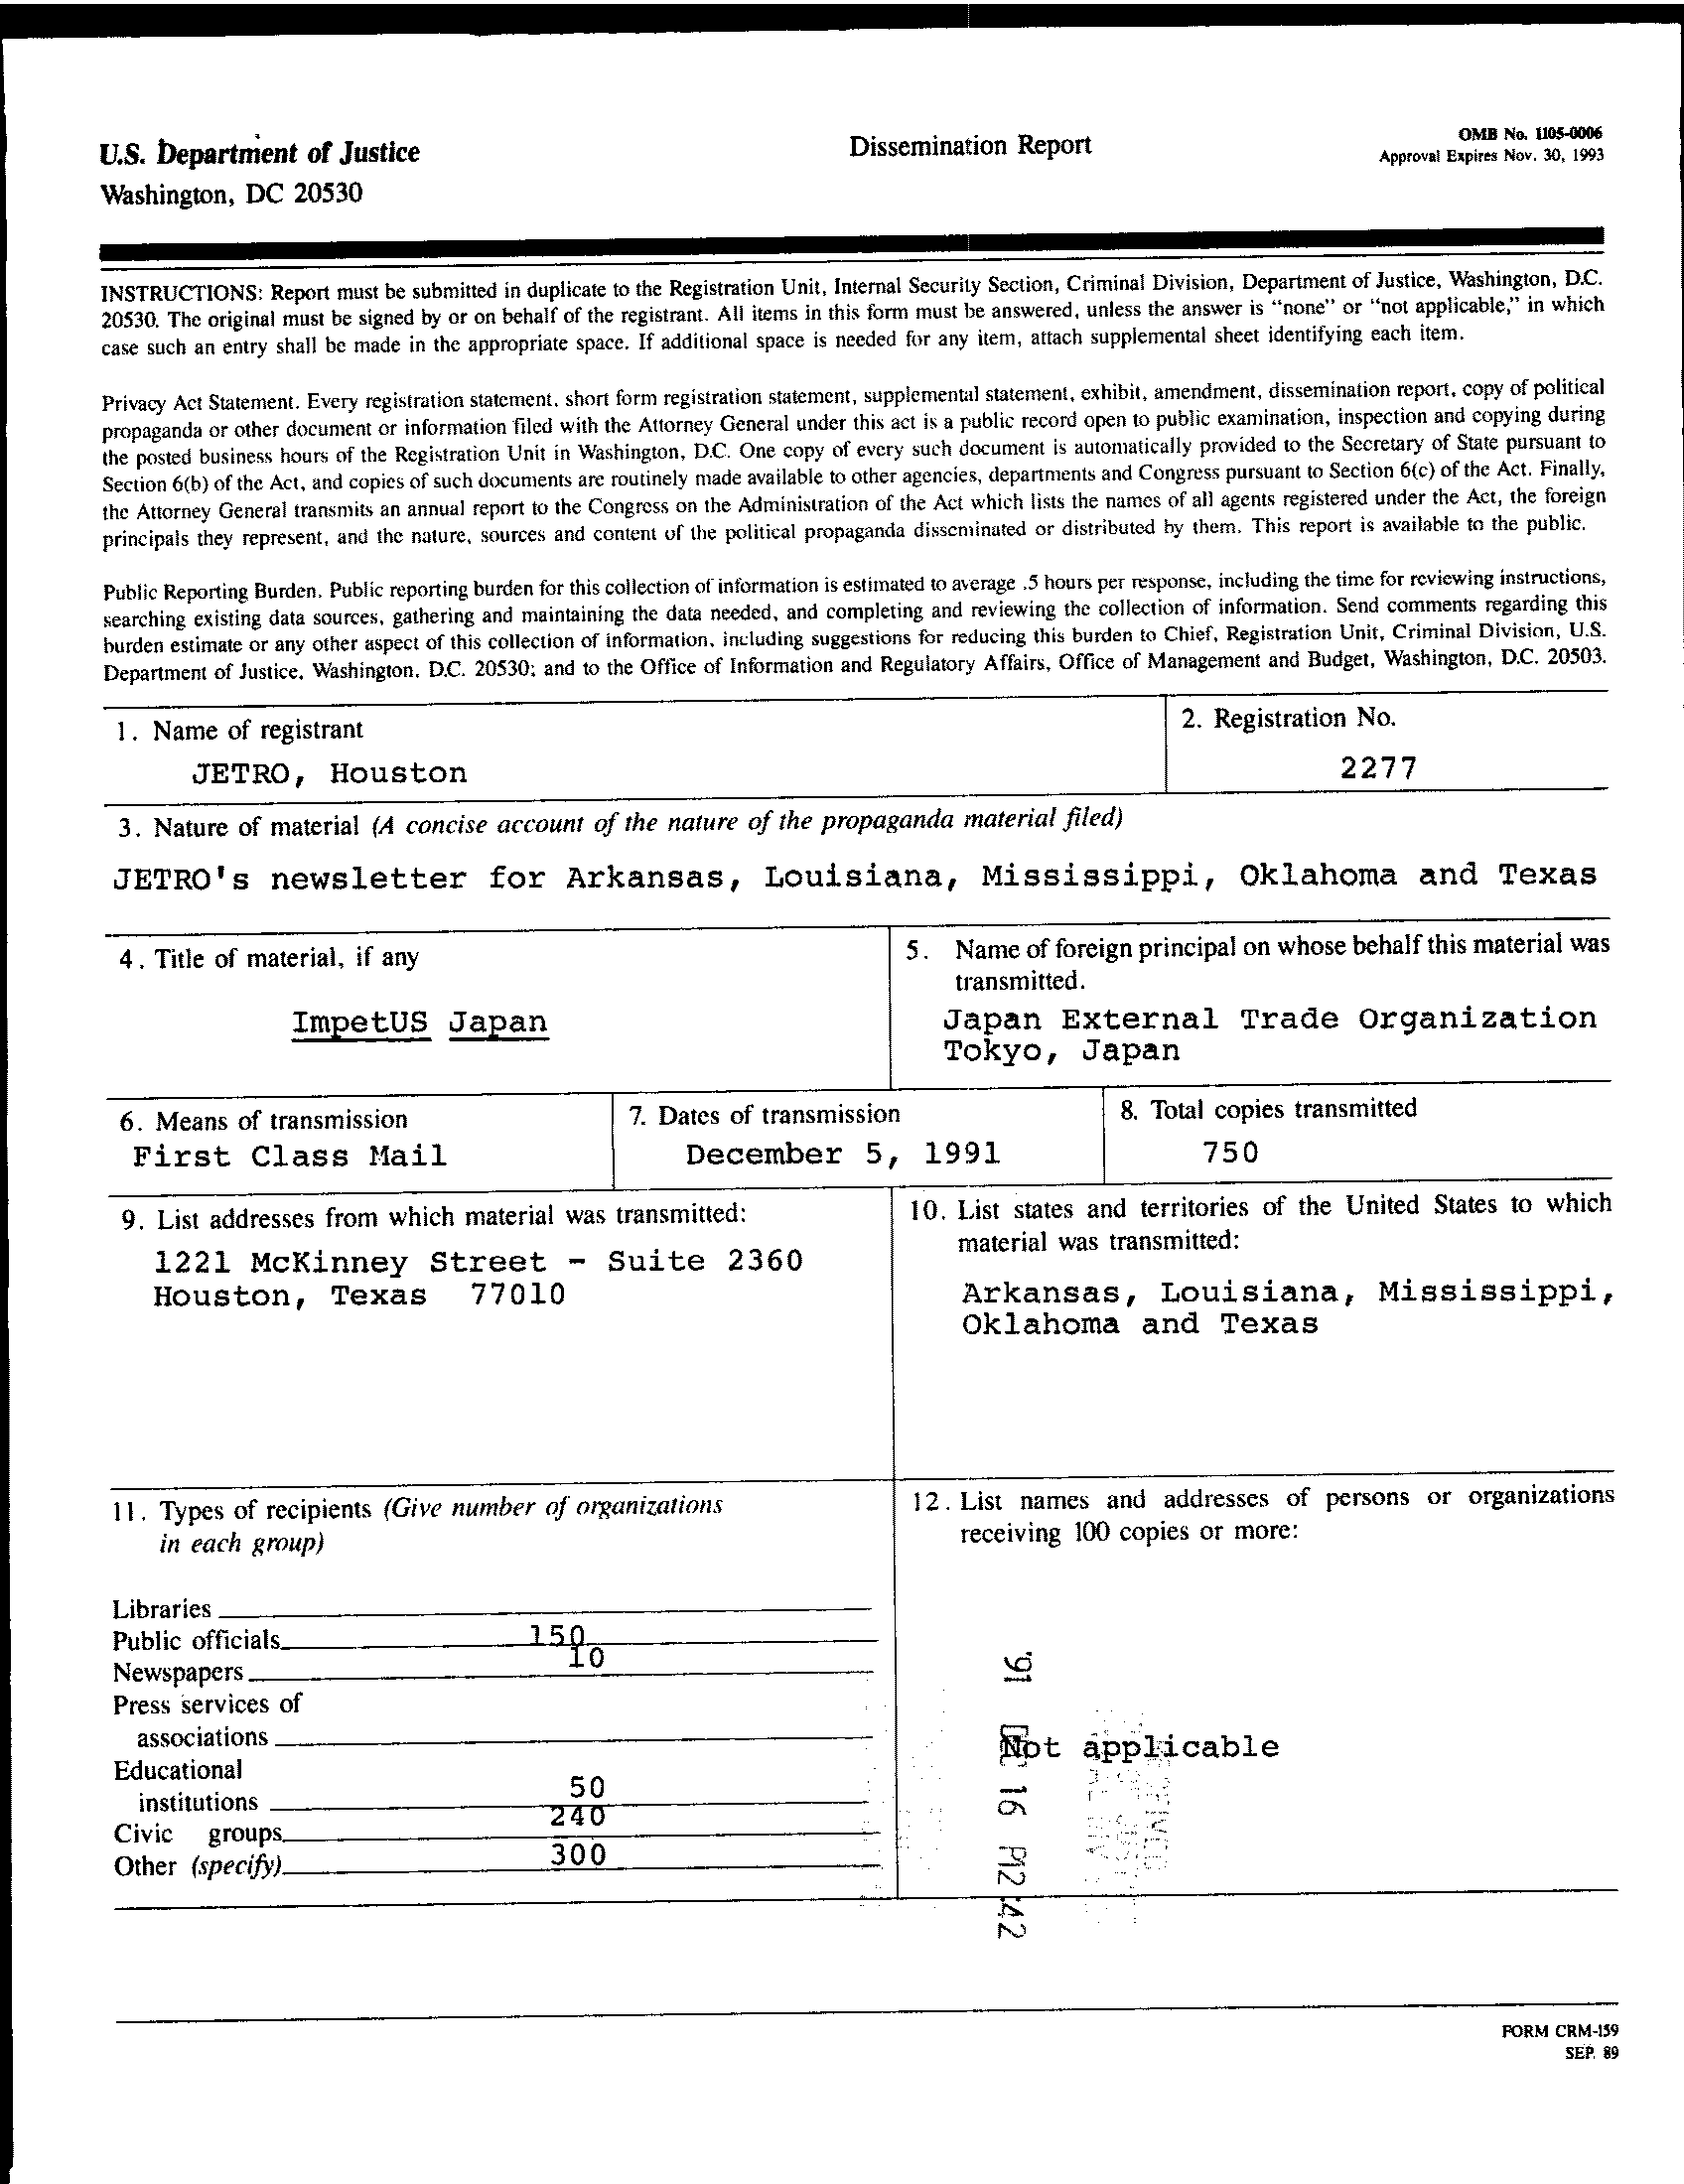 U.S. Department of Justice
Washington, DC 20530
Dissemination Report
OMB No. 1105-0006
Approval Expires Nov. 30, 1993
INSTRUCTIONS: Report must be submitted in duplicate to the Registration Unit, Internal Security Section, Criminal Division, Department of Justice, Washington, D.C.
20530. The original must be signed by or on behalf of the registrant. All items in this form must be answered, unless the answer is “none” or “not applicable,” in which
case such an entry shall be made in the appropriate space. If additional space is needed for any item, attach supplemental sheet identifying each item.
Privacy Act Statement. Every registration statement, short form registration statement, supplemental statement, exhibit, amendment, dissemination report, copy of political
propaganda or other document or information filed with the Attorney General under this act is a public record open to public examination, inspection and copying during
the posted business hours of the Registration Unit in Washington, D.C. One copy of every such document is automatically provided to the Secretary of State pursuant to
Section 6(b) of the Act, and copies of such documents are routinely made available to other agencies, departments and Congress pursuant to Section 6(c) of the Act. Finally,
the Attorney General transmits an annual report to the Congress on the Administration of the Act which lists the names of all agents registered under the Act, the foreign
principals they represent, and the nature, sources and content of the political propaganda disseminated or distributed by them. This report is available to the public.
Public Reporting Burden. Public reporting burden for this collection of information is estimated to average .5 hours per response, including the time for reviewing instructions,
searching existing data sources, gathering and maintaining the data needed, and completing and reviewing the collection of information. Send comments regarding this
burden estimate or any other aspect of this collection of information, including suggestions for reducing this burden to Chief, Registration Unit, Criminal Division, U.S.
Department of Justice, Washington, D.C. 20530; and to the Office of Information and Regulatory Affairs, Office of Management and Budget, Washington, D.C. 20503.
1. Name of registrant
JETRO, Houston
2. Registration No.
2277
3. Nature of material (A concise account of the nature of the propaganda material filed)
JETRO's newsletter for Arkansas, Louisiana, Mississippi, Oklahoma and Texas
4. Title of material, if any
ImpetUS Japan
5. Name of foreign principal on whose behalf this material was
transmitted.
Japan External Trade Organization
Tokyo, Japan
6. Means of transmission
First Class Mail
7. Dates of transmission
December 5, 1991
8. Total copies transmitted
750
9. List addresses from which material was transmitted:
1221 McKinney Street - Suite 2360
Houston, Texas 77010
10. List states and territories of the United States to which
material was transmitted:
Arkansas, Louisiana, Mississippi,
Oklahoma and Texas
11. Types of recipients (Give number of organizations
in each group)
Libraries
Public officials 150
Newspapers 10
Press services of
associations
Educational
institutions 50
Civic groups 240
Other (specify) 300
12. List names and addresses of persons or organizations
receiving 100 copies or more:
Not applicable
'91 16 P12:42
FORM CRM-159
SEP. 89